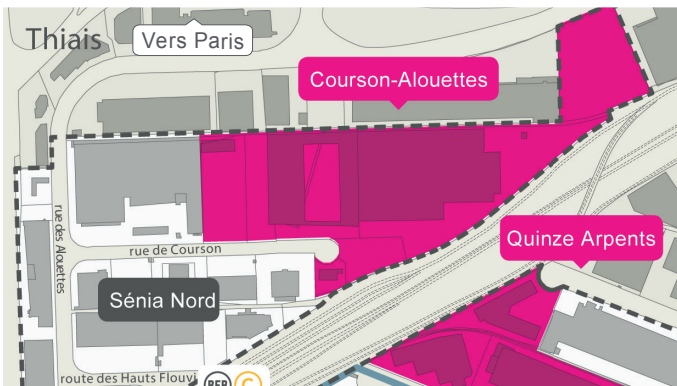 Thiais
Vers Paris
Courson-Alouettes
rue des Alouettes
rue de Courson
Quinze Arpents
Sénia Nord
route des Hauts Flouvi
RER C